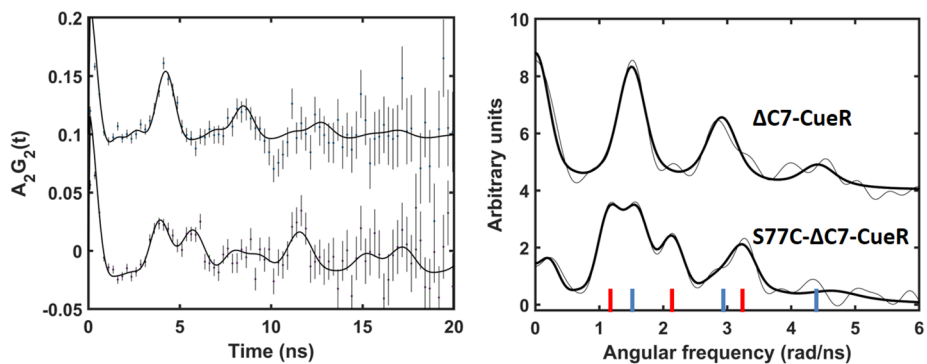 0.2
0.15
0.1
0.05
0
-0.05
A2G2(t)
0 5 10 15 20
Time (ns)
10
8
6
4
2
0
Arbitrary units
ΔC7-CueR
S77C-ΔC7-CueR
0 1 2 3 4 5 6
Angular frequency (rad/ns)